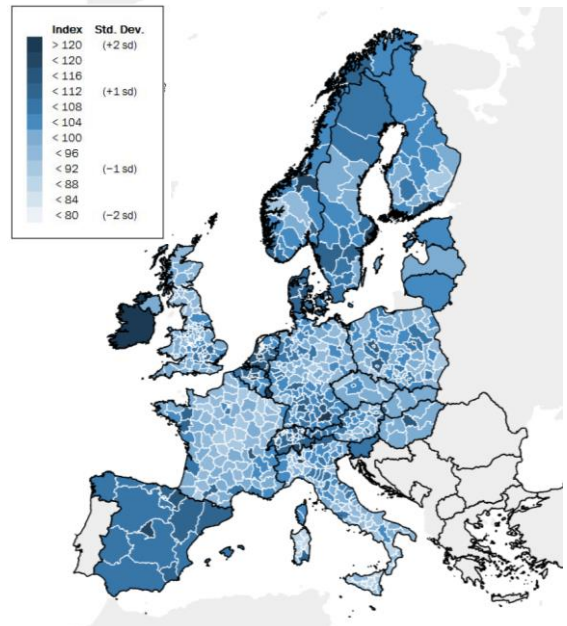 Index Std. Dev.
> 120 (+2 sd)
< 120
< 116
< 112 (+1 sd)
< 108
< 104
< 100
< 96
< 92 (−1 sd)
< 88
< 84
< 80 (−2 sd)